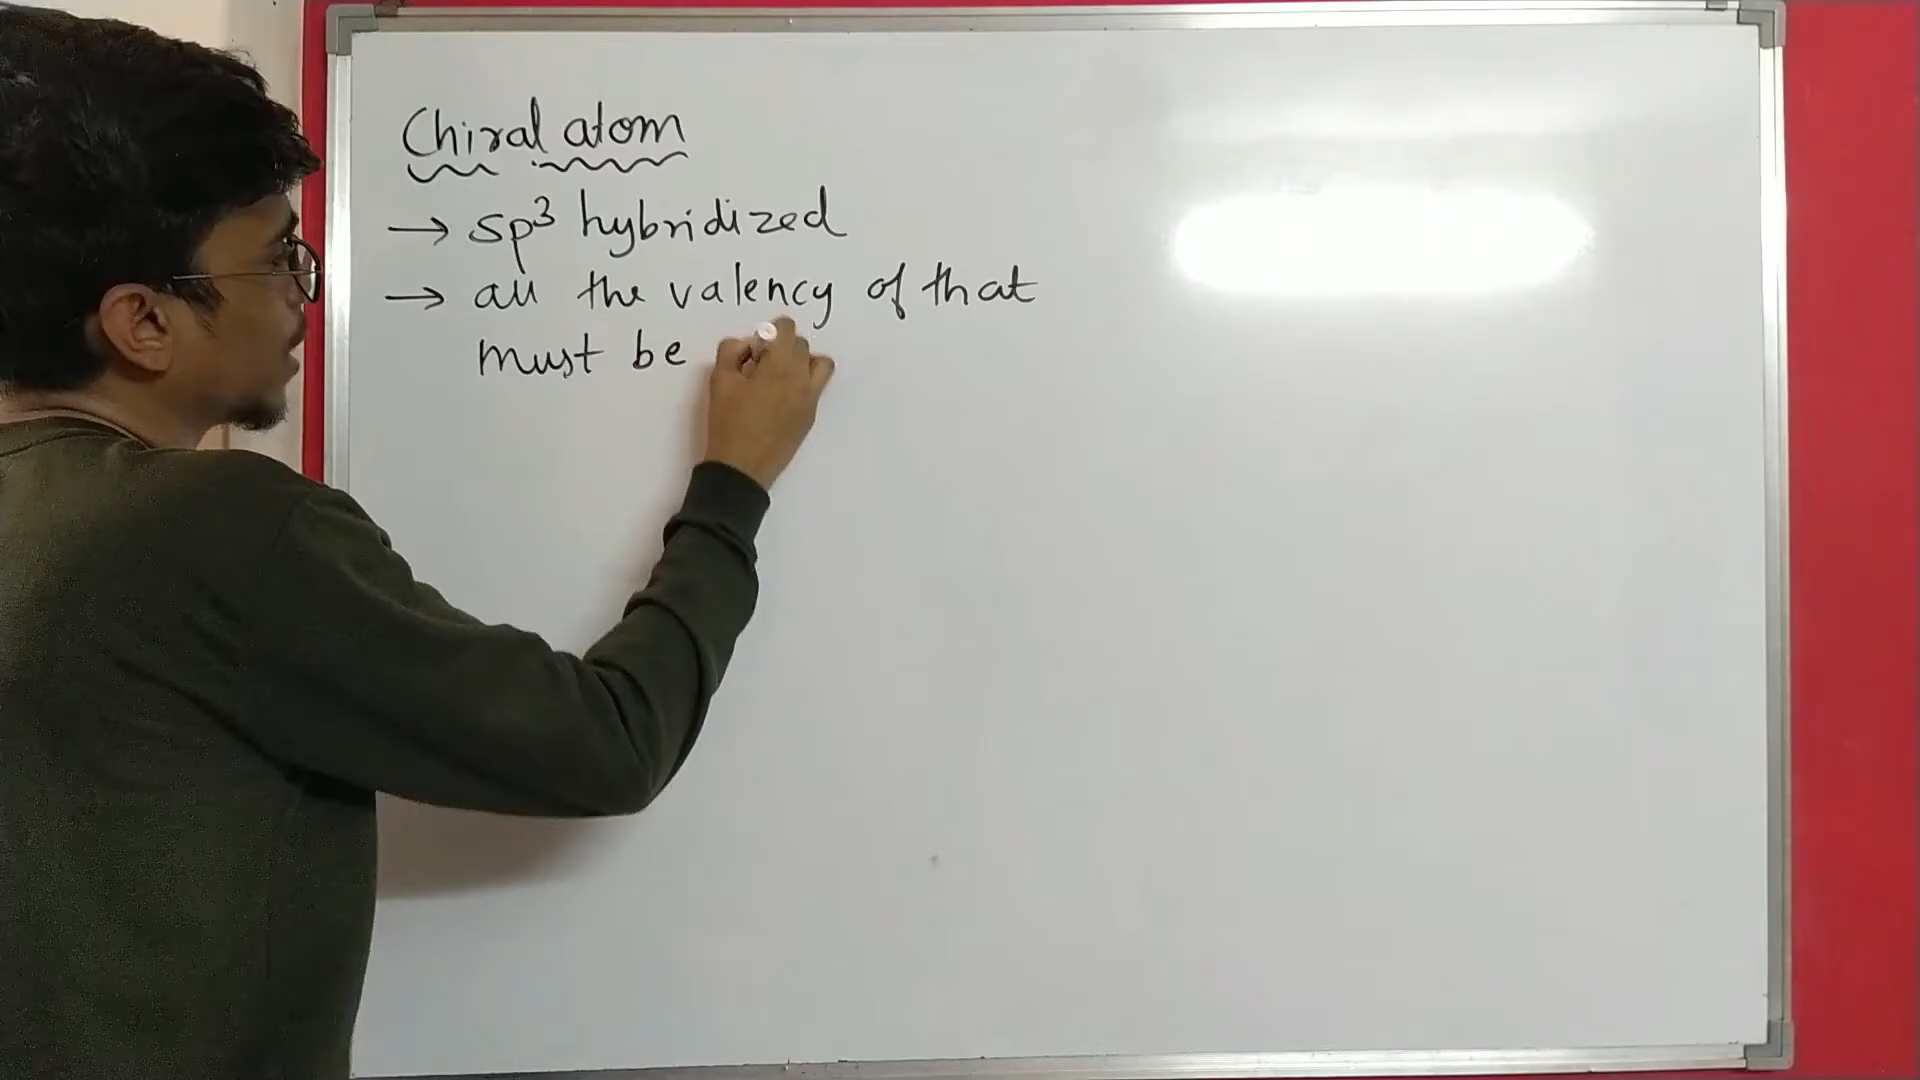 Chiral atom
→ sp³ hybridized
→ all the valency of that
must be